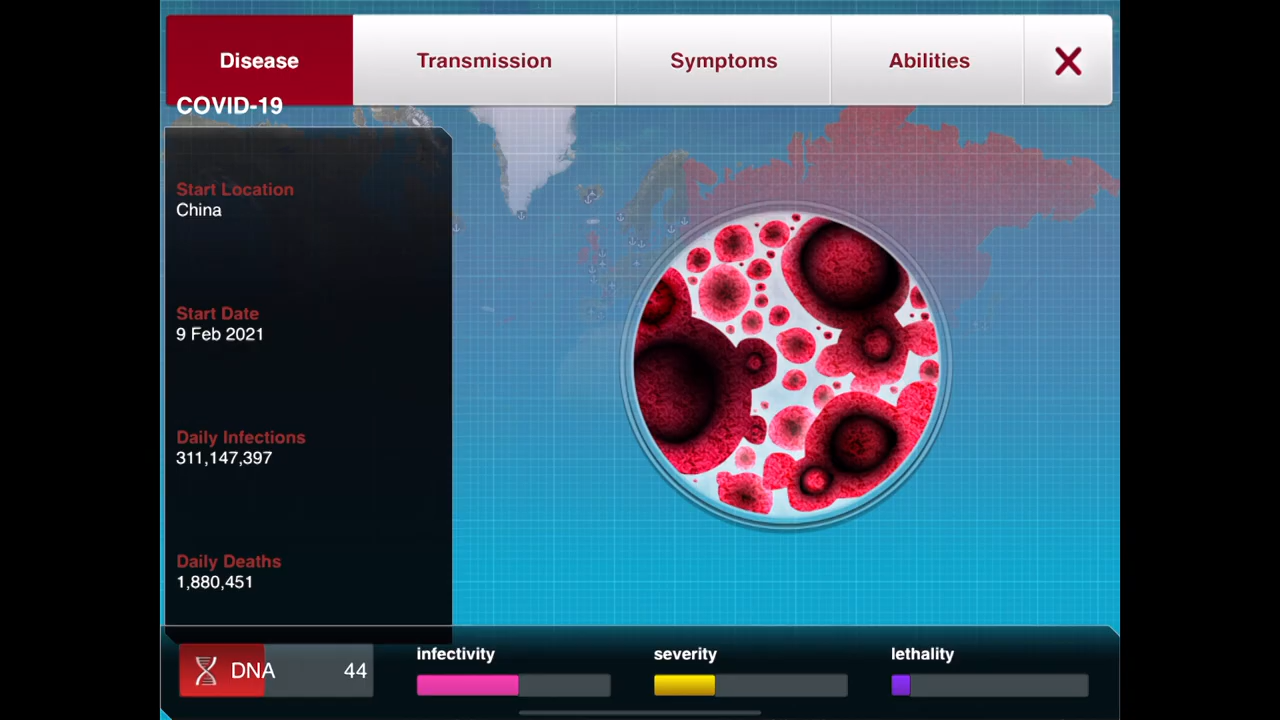 Disease
Transmission
Symptoms
Abilities
COVID-19
Start Location
China
Start Date
9 Feb 2021
Daily Infections
311,147,397
Daily Deaths
1,880,451
DNA 44
infectivity
severity
lethality